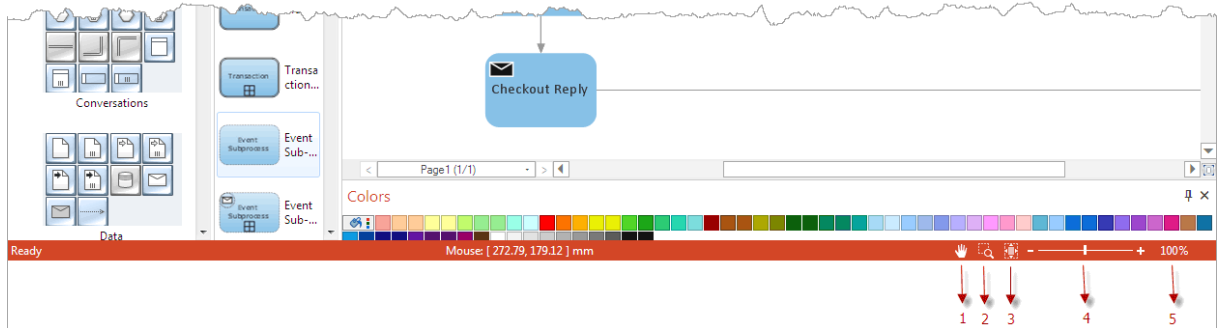 Transaction
Transa
ction...
Checkout Reply
Conversations
Event
Subprocess
Event
Sub-...
Page1 (1/1)
Colors
Event
Subprocess
Event
Sub-...
Data
Ready
Mouse: [ 272.79, 179.12 ] mm
100%
1 2 3 4 5